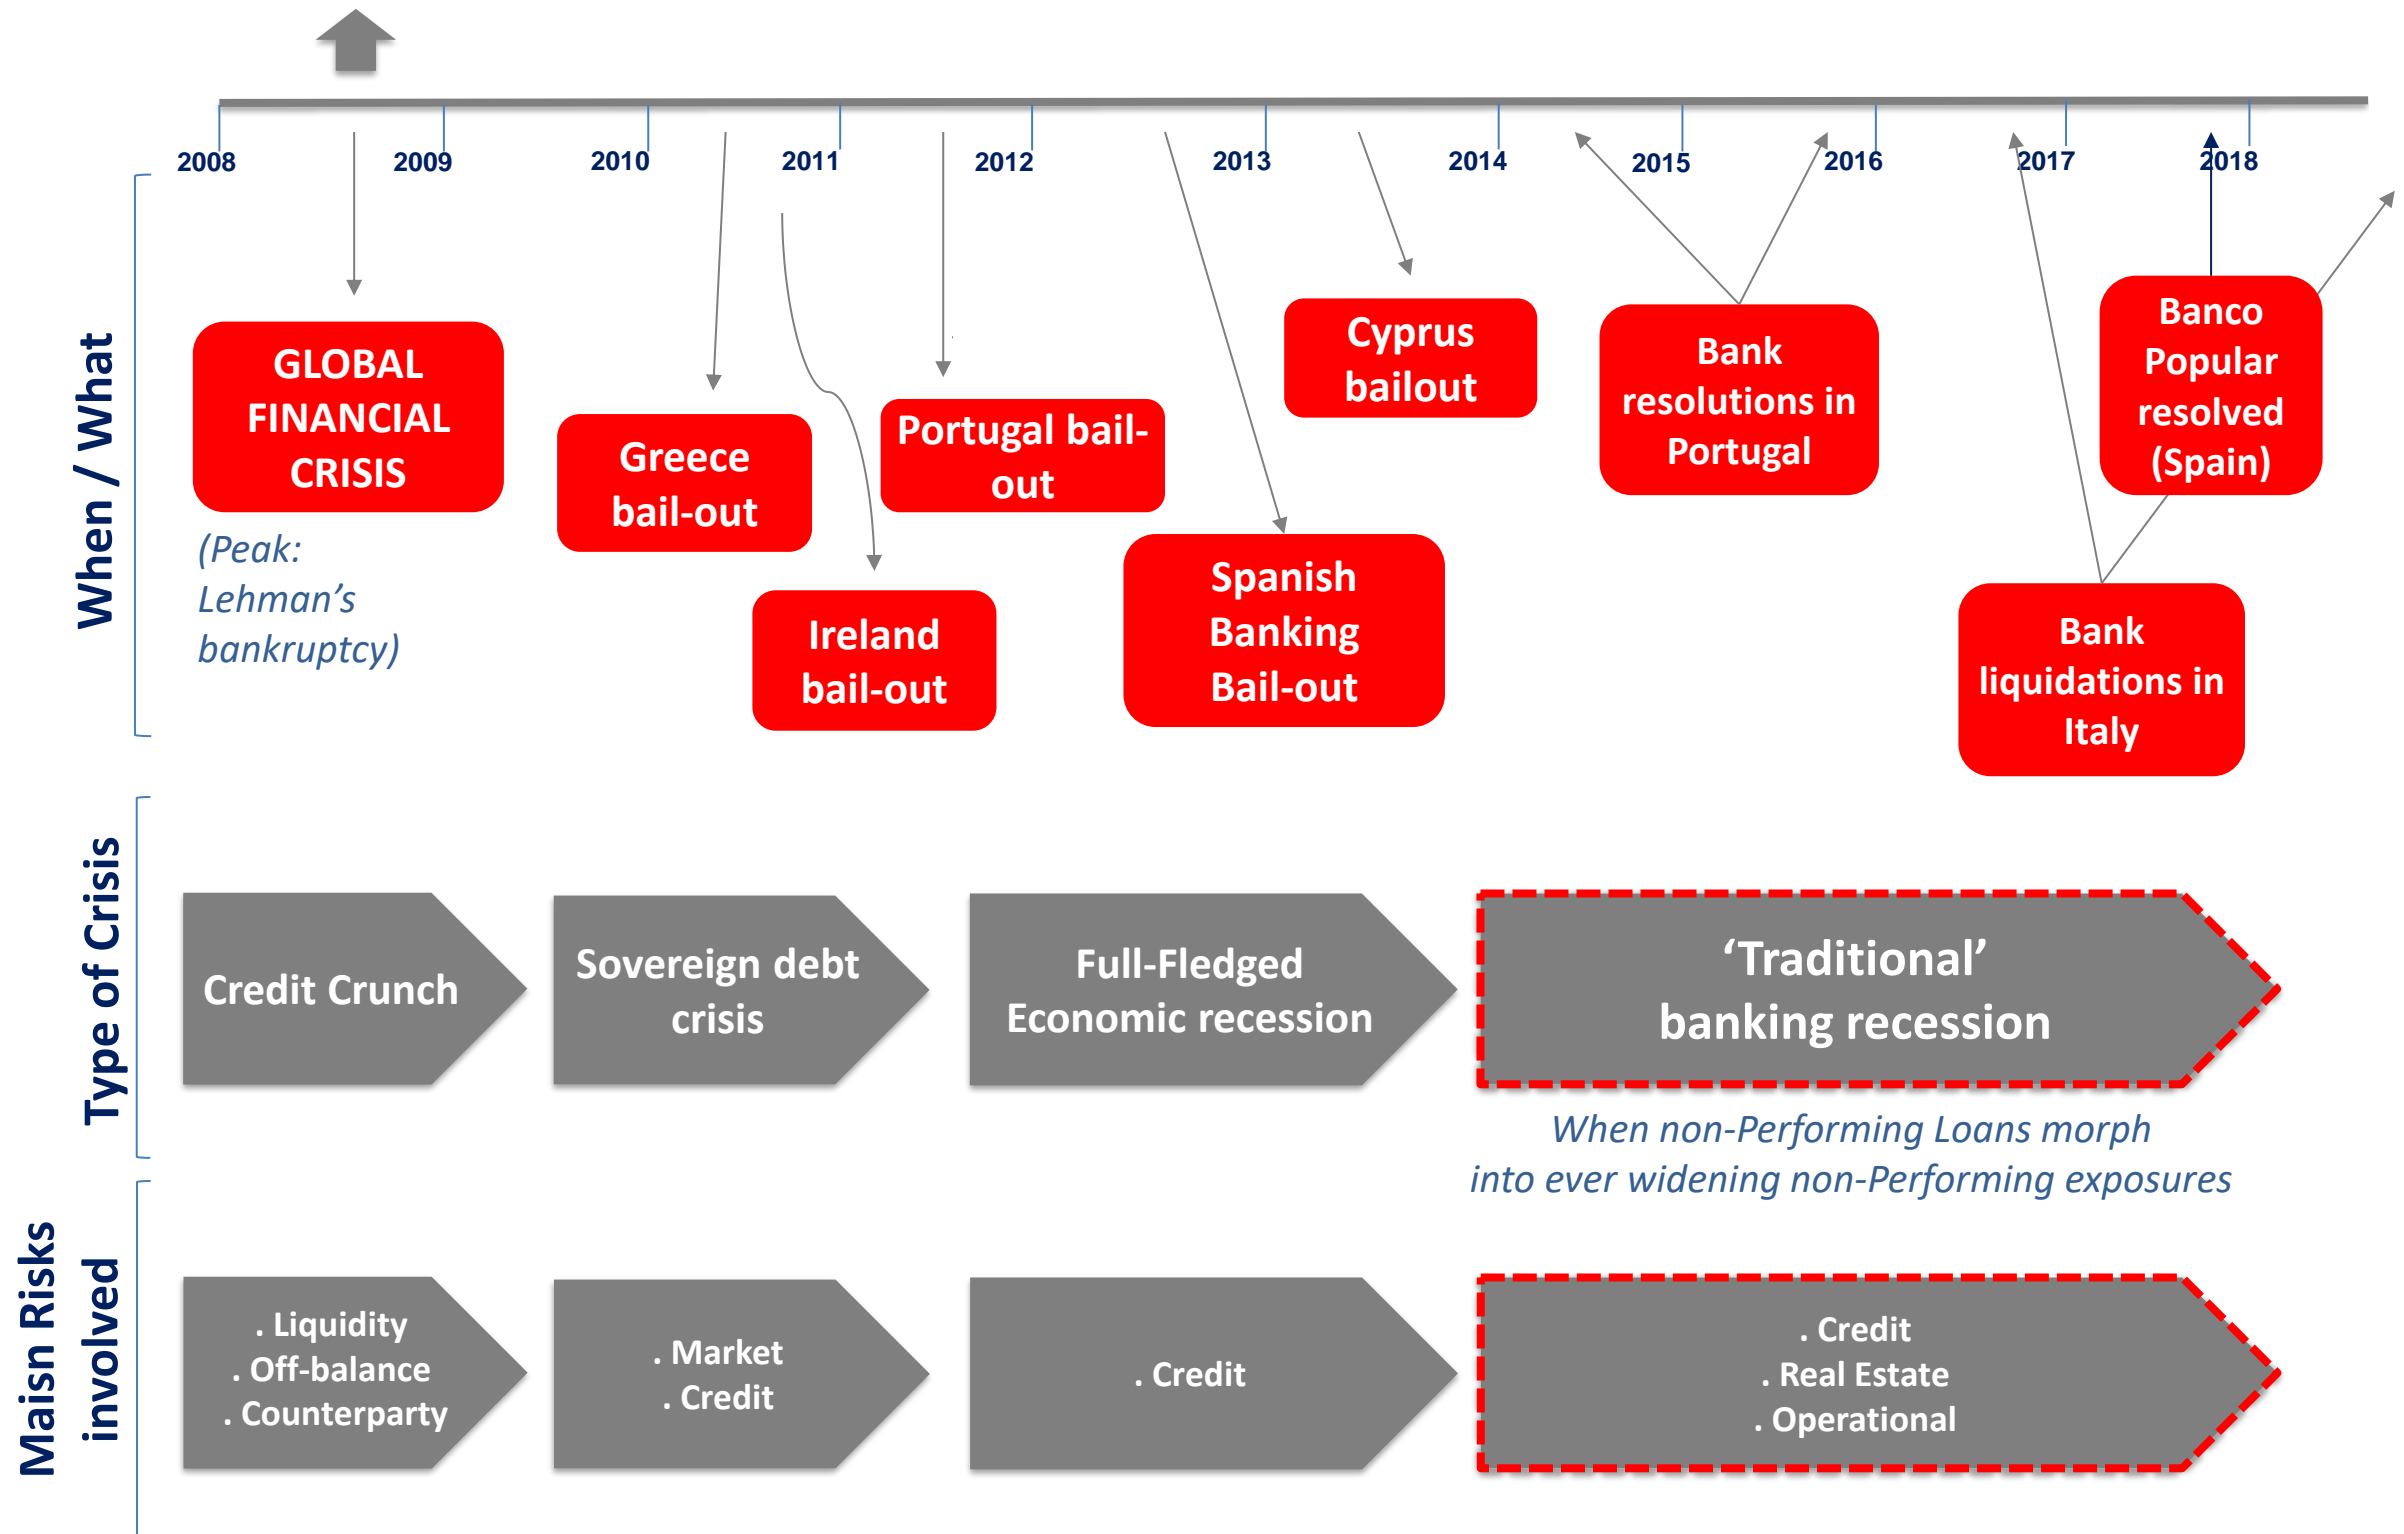 2008
2009
2010
2011
2012
2013
2014
2015
2016
2017
2018
When / What
GLOBAL
FINANCIAL
CRISIS
(Peak:
Lehman’s
bankruptcy)
Greece
bail-out
Ireland
bail-out
Portugal bail-
out
Spanish
Banking
Bail-out
Cyprus
bailout
Bank
resolutions in
Portugal
Banco
Popular
resolved
(Spain)
Bank
liquidations in
Italy
Type of Crisis
Credit Crunch
Sovereign debt
crisis
Full-Fledged
Economic recession
‘Traditional’
banking recession
When non-Performing Loans morph
into ever widening non-Performing exposures
Maisn Risks
involved
. Liquidity
. Off-balance
. Counterparty
. Market
. Credit
. Credit
. Credit
. Real Estate
. Operational